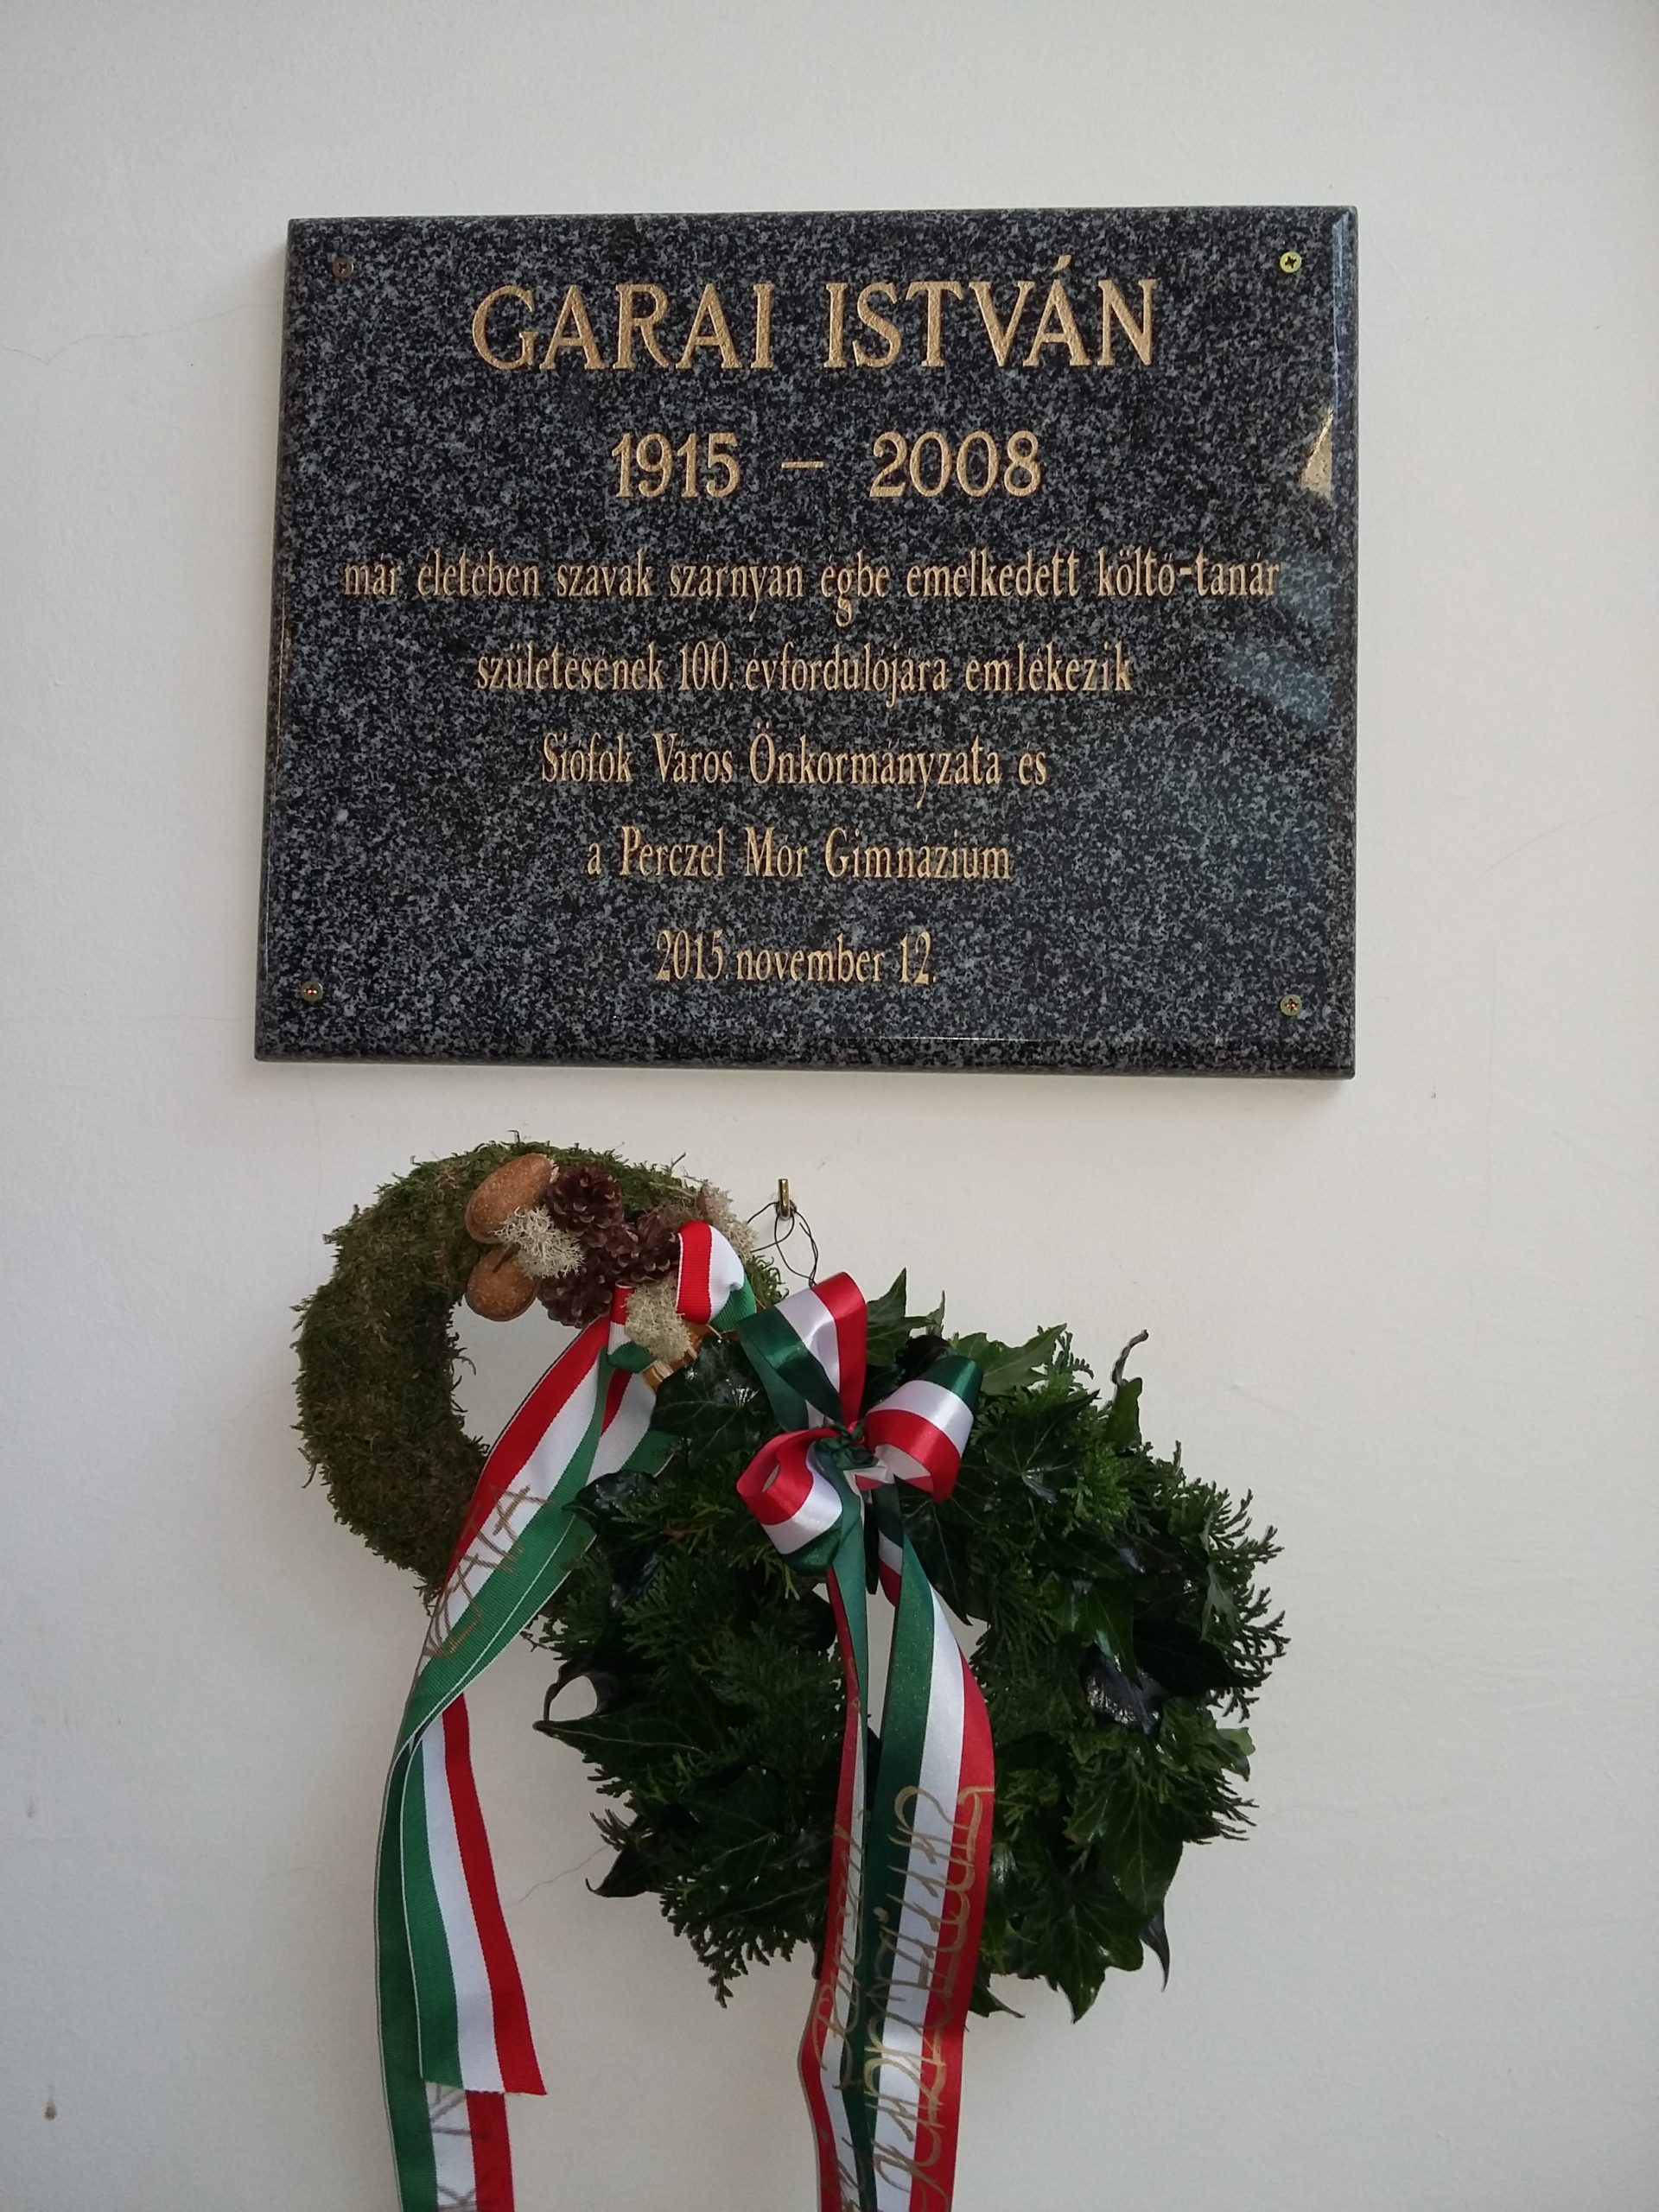 GARAI ISTVÁN
1915 – 2008
már életében szavak szárnyán égbe emelkedett költő-tanár
születésének 100. évfordulójára emlékezik
Siófok Város Önkormányzata és
a Perczel Mór Gimnázium
2015. november 12.